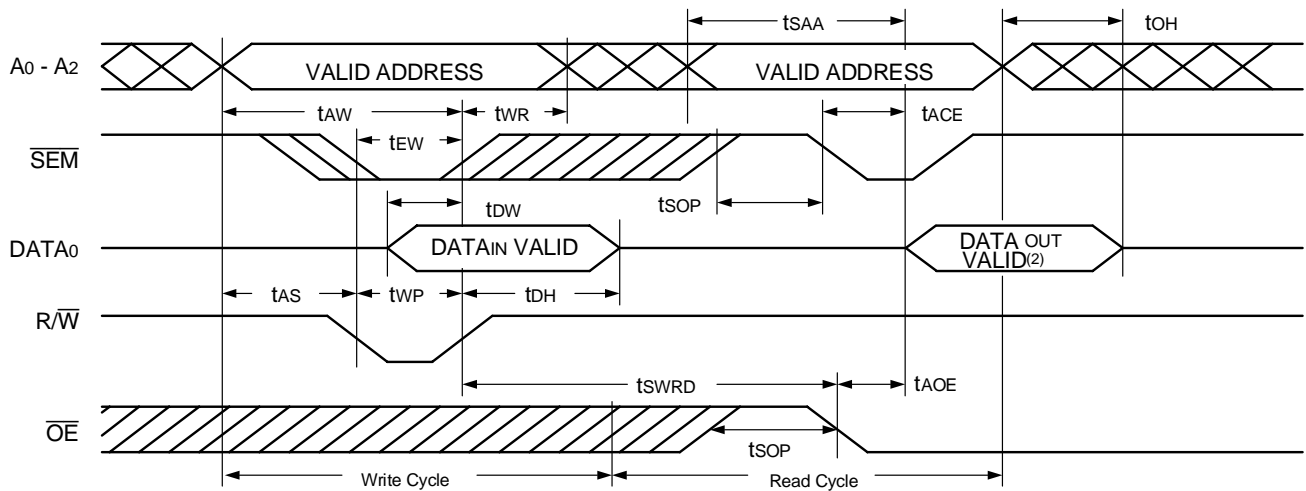 tSAA
tOH
A0 - A2
VALID ADDRESS
VALID ADDRESS
tAW
tWR
tACE
tEW
SEM
tSOP
tDW
DATA0
DATAIN VALID
DATA OUT
VALID(2)
tAS
tWP
tDH
R/W
tSWRD
tAOE
OE
tSOP
Write Cycle
Read Cycle